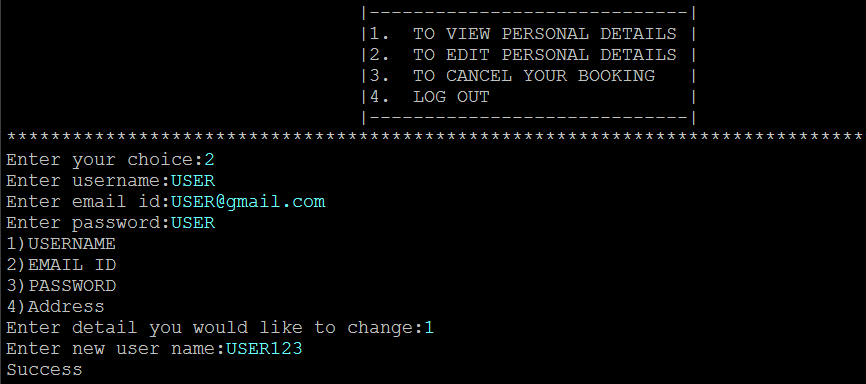 |-----------------------------|
|1.  TO VIEW PERSONAL DETAILS |
|2.  TO EDIT PERSONAL DETAILS |
|3.  TO CANCEL YOUR BOOKING   |
|4.  LOG OUT                  |
|-----------------------------|
******************************************************************************
Enter your choice:2
Enter username:USER
Enter email id:USER@gmail.com
Enter password:USER
1)USERNAME
2)EMAIL ID
3)PASSWORD
4)Address
Enter detail you would like to change:1
Enter new user name:USER123
Success